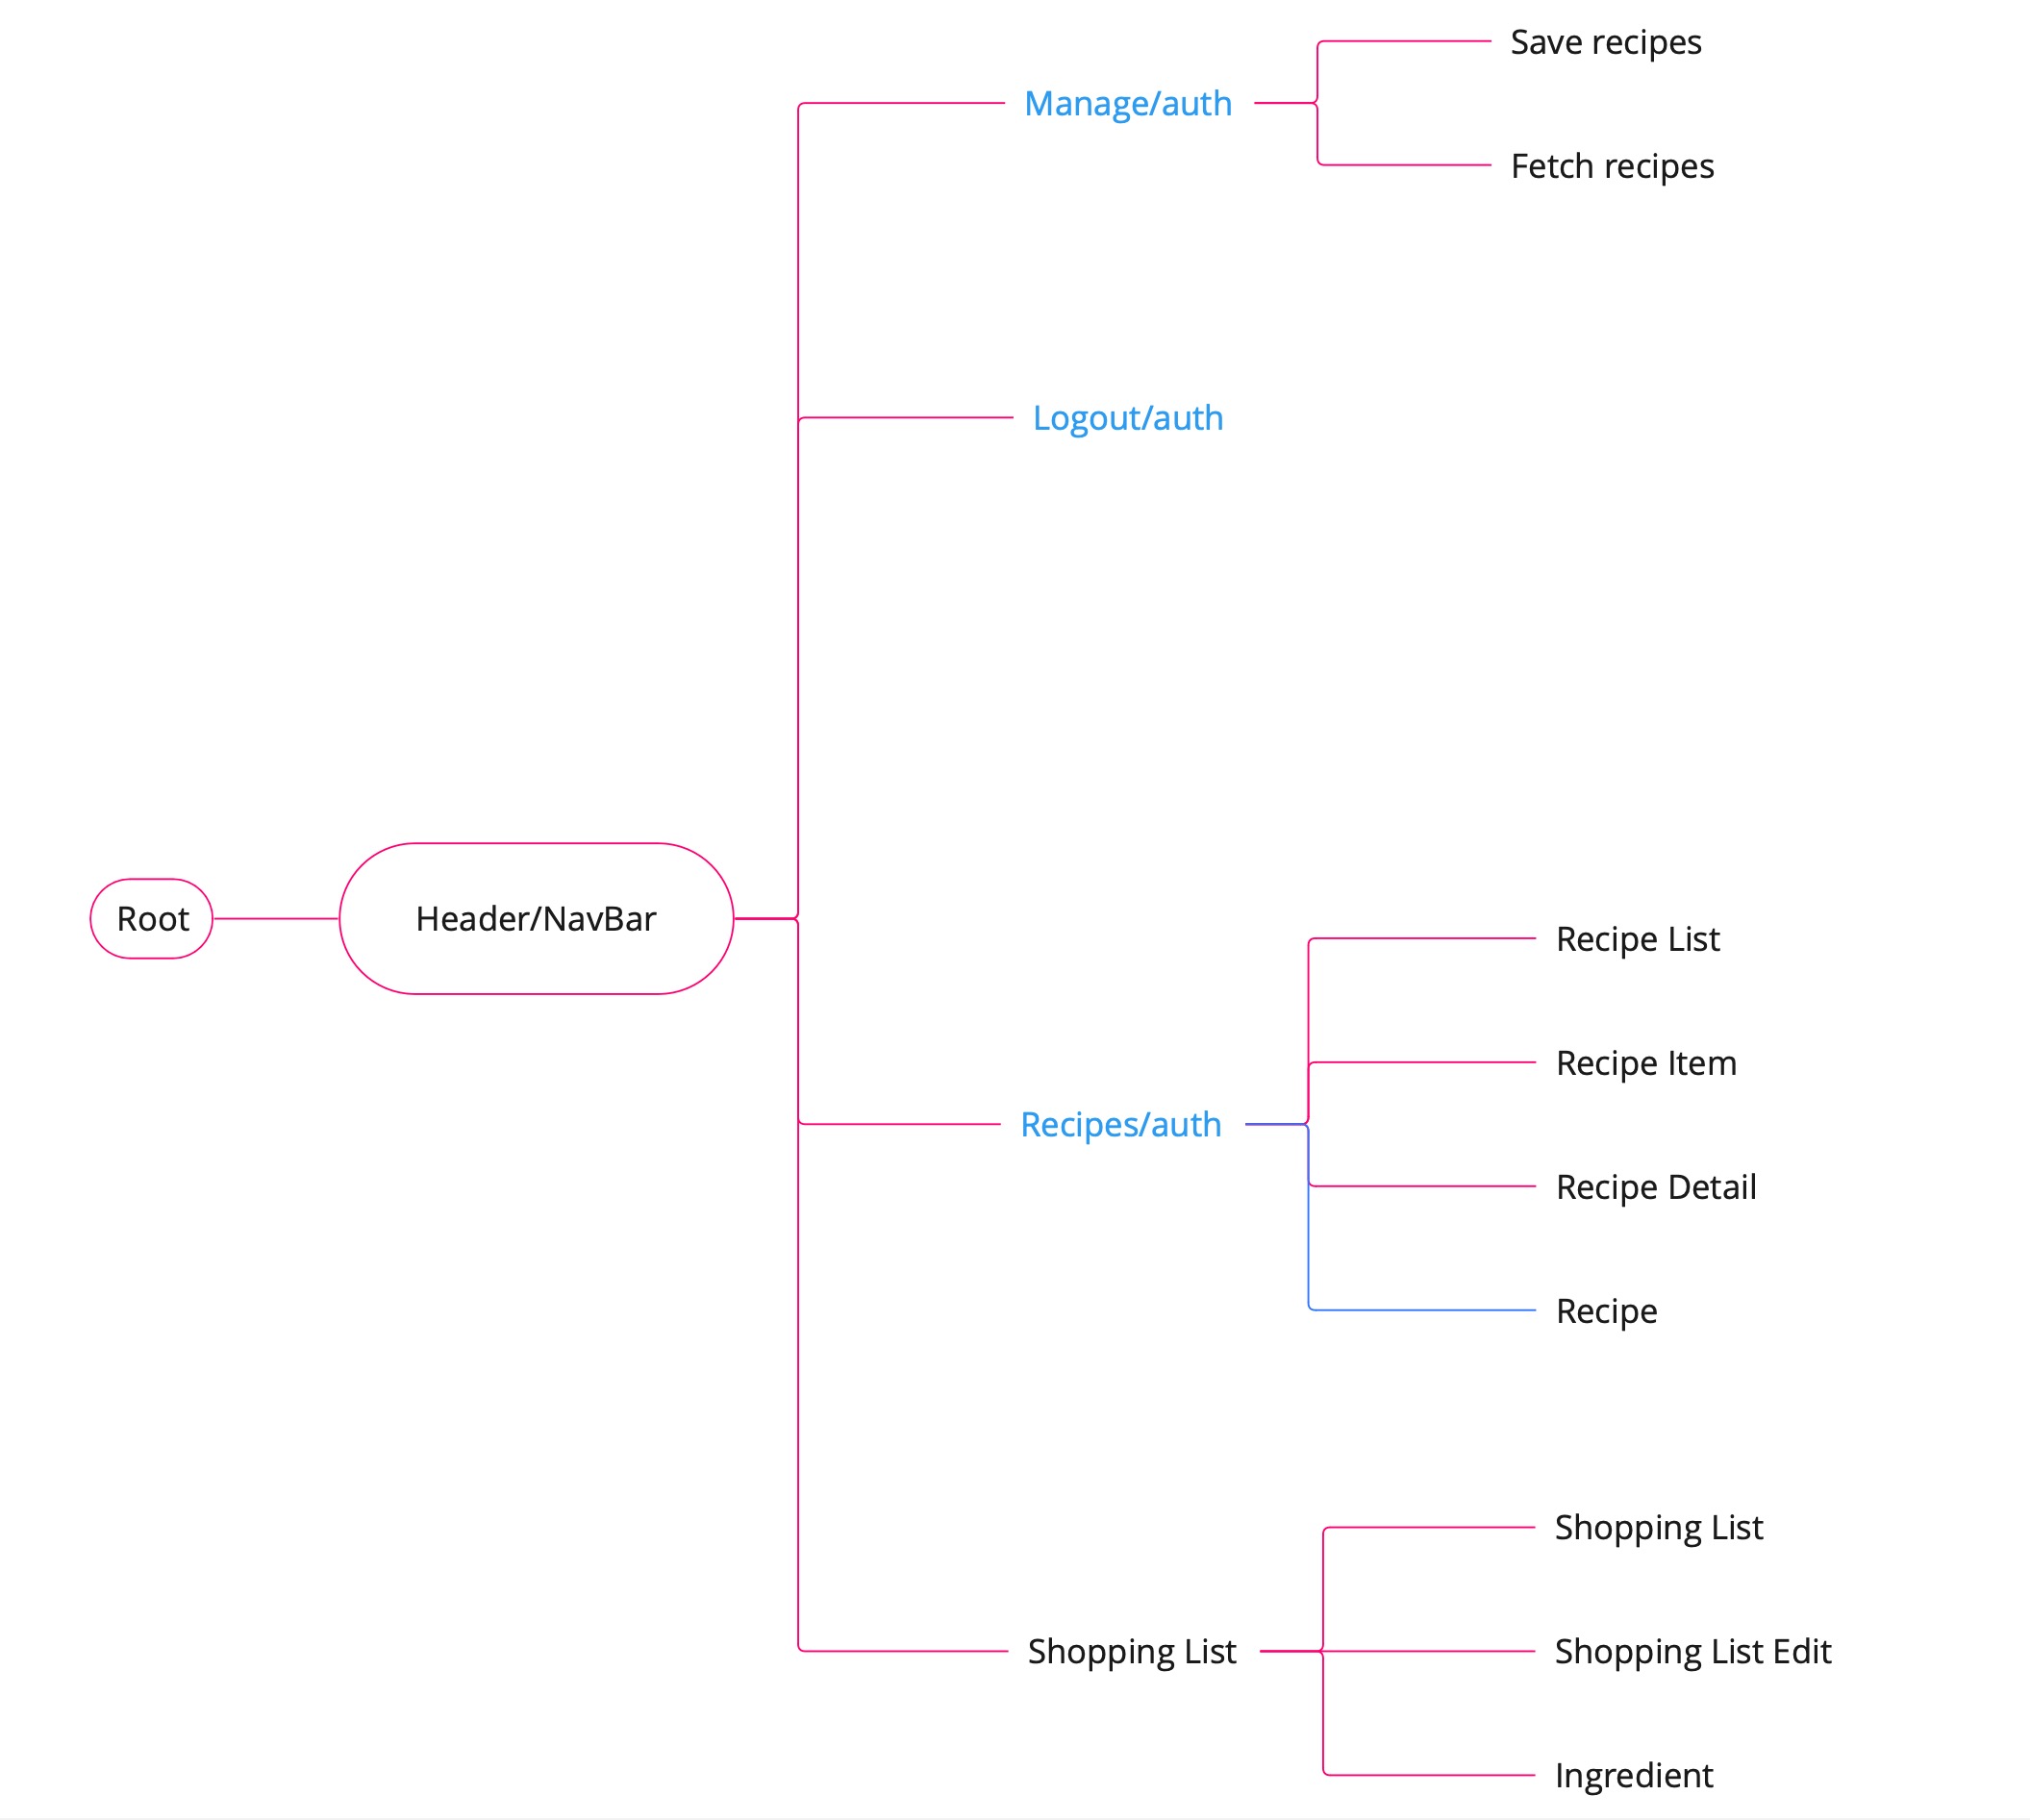 Root
Header/NavBar
Manage/auth
Save recipes
Fetch recipes
Logout/auth
Recipes/auth
Recipe List
Recipe Item
Recipe Detail
Recipe
Shopping List
Shopping List
Shopping List Edit
Ingredient